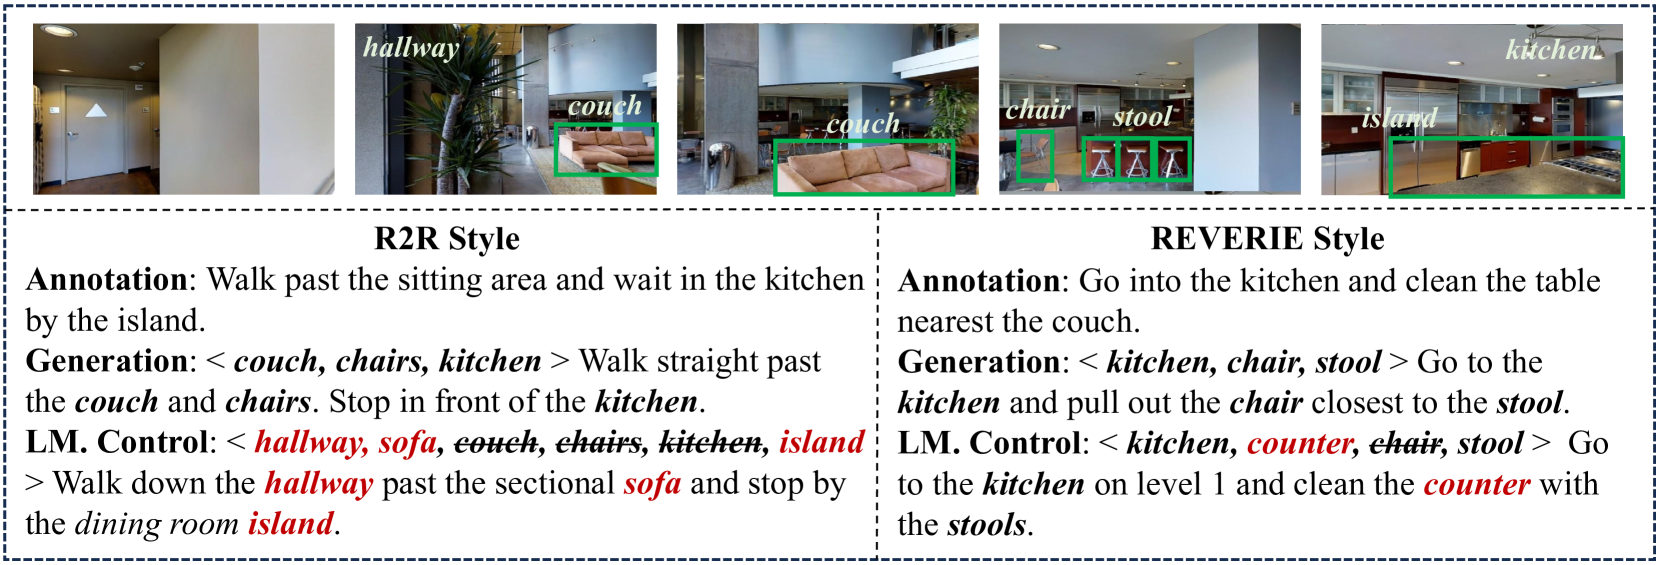 hallway
couch
couch
chair
stool
kitchen
island
R2R Style
Annotation: Walk past the sitting area and wait in the kitchen
by the island.
Generation: < couch, chairs, kitchen > Walk straight past
the couch and chairs. Stop in front of the kitchen.
LM. Control: < hallway, sofa, couch, chairs, kitchen, island
> Walk down the hallway past the sectional sofa and stop by
the dining room island.
REVERIE Style
Annotation: Go into the kitchen and clean the table
nearest the couch.
Generation: < kitchen, chair, stool > Go to the
kitchen and pull out the chair closest to the stool.
LM. Control: < kitchen, counter, chair, stool > Go
to the kitchen on level 1 and clean the counter with
the stools.